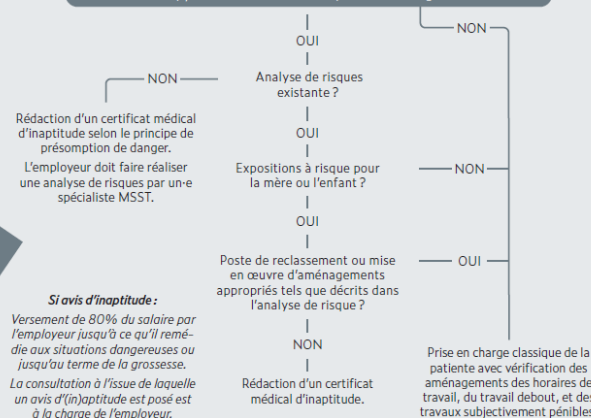 OUI
NON
NON
Analyse de risques
existante ?
Rédaction d'un certificat médical
d'inaptitude selon le principe de
présomption de danger.
L'employeur doit faire réaliser
une analyse de risques par un·e
spécialiste MSST.
OUI
Expositions à risque pour
la mère ou l'enfant ?
NON
OUI
Poste de reclassement ou mise
en œuvre d'aménagements
appropriés tels que décrits dans
l'analyse de risque ?
OUI
Si avis d'inaptitude :
Versement de 80% du salaire par
l'employeur jusqu'à ce qu'il remé-
die aux situations dangereuses ou
jusqu'au terme de la grossesse.
La consultation à l'issue de laquelle
un avis d'(in)aptitude est posé est
à la charge de l'employeur.
NON
Rédaction d'un certificat
médical d'inaptitude.
Prise en charge classique de la
patiente avec vérification des
aménagements des horaires de
travail, du travail debout, et des
travaux subjectivement pénibles